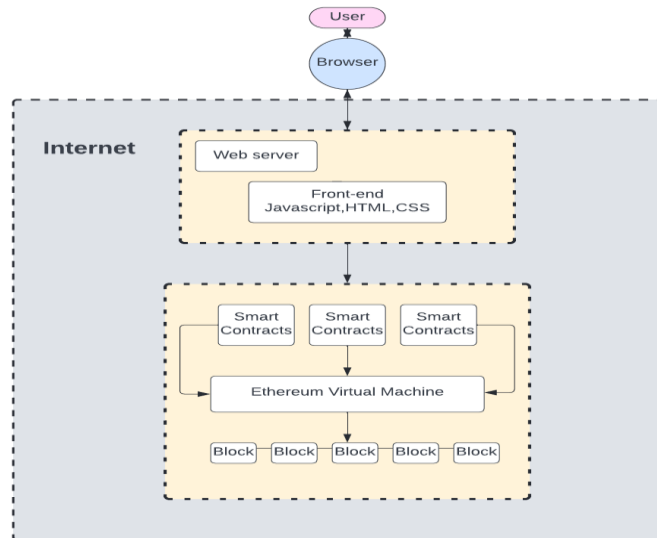 User
Browser
Internet
Web server
Front-end
Javascript,HTML,CSS
Smart
Contracts
Smart
Contracts
Smart
Contracts
Ethereum Virtual Machine
Block
Block
Block
Block
Block